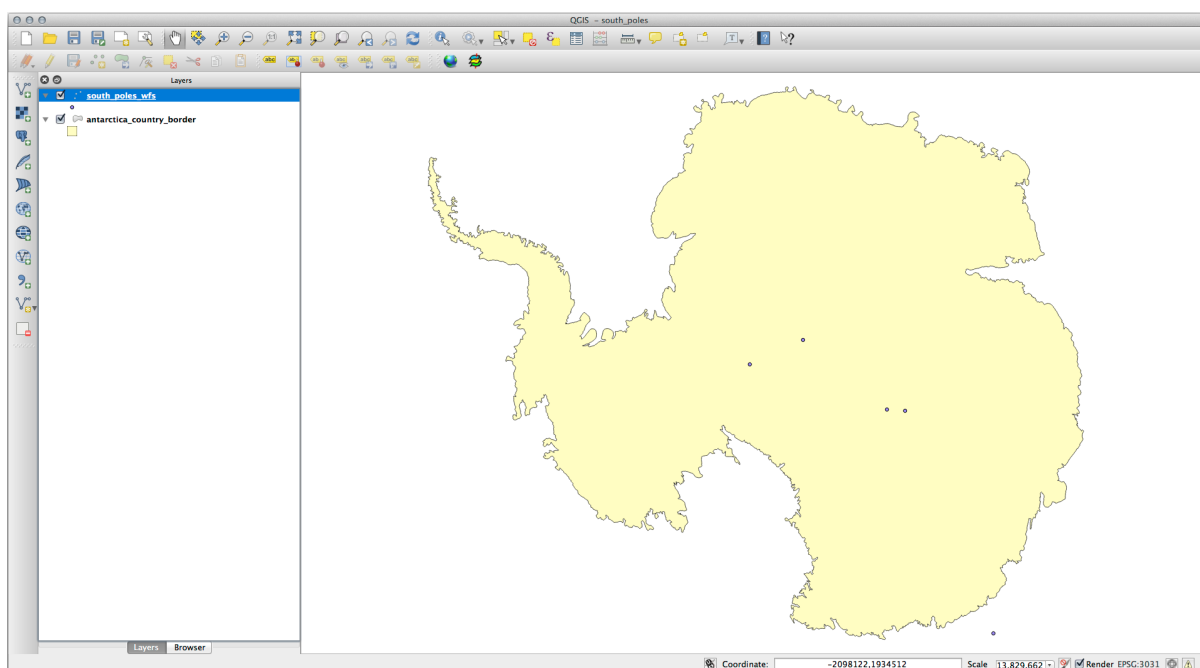 QGIS – south_poles
Layers
south_poles_wfs
antarctica_country_border
Layers Browser
Coordinate: -2098122,1934512 Scale 13,829,662 Render EPSG:3031